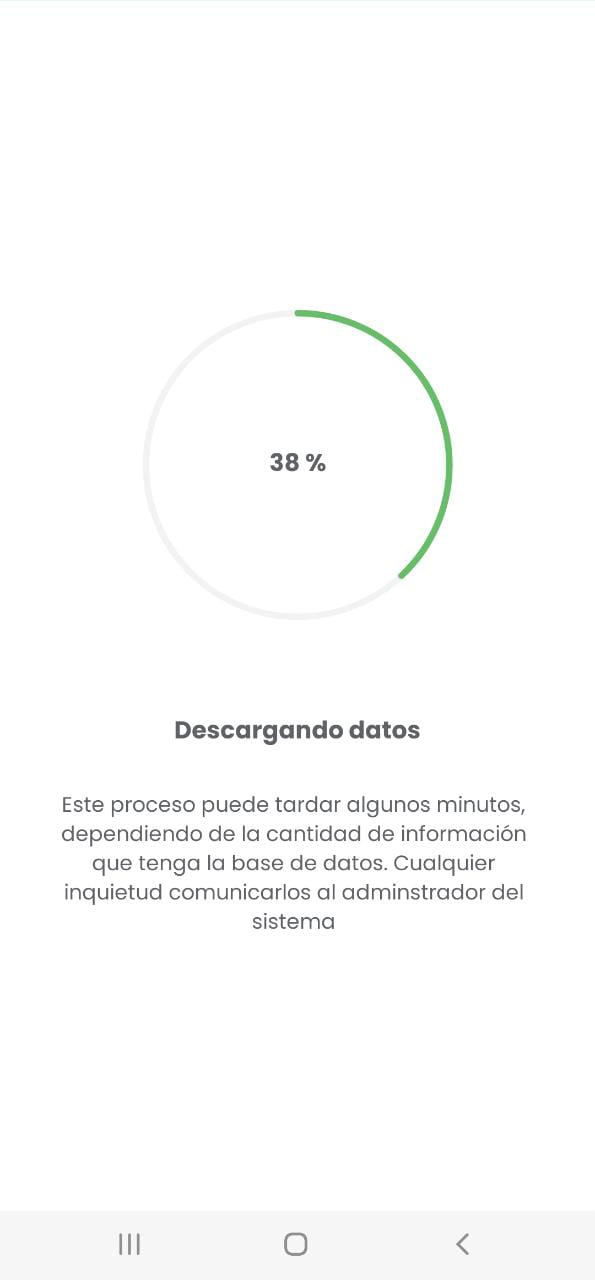 38 %
Descargando datos
Este proceso puede tardar algunos minutos,
dependiendo de la cantidad de información
que tenga la base de datos. Cualquier
inquietud comunicarlos al adminstrador del
sistema